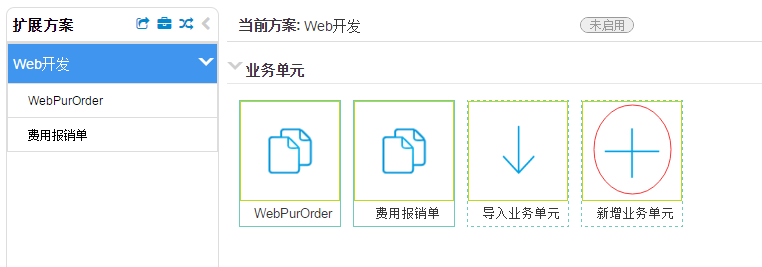 扩展方案
Web开发
WebPurOrder
费用报销单
当前方案: Web开发
未启用
业务单元
WebPurOrder
费用报销单
导入业务单元
新增业务单元